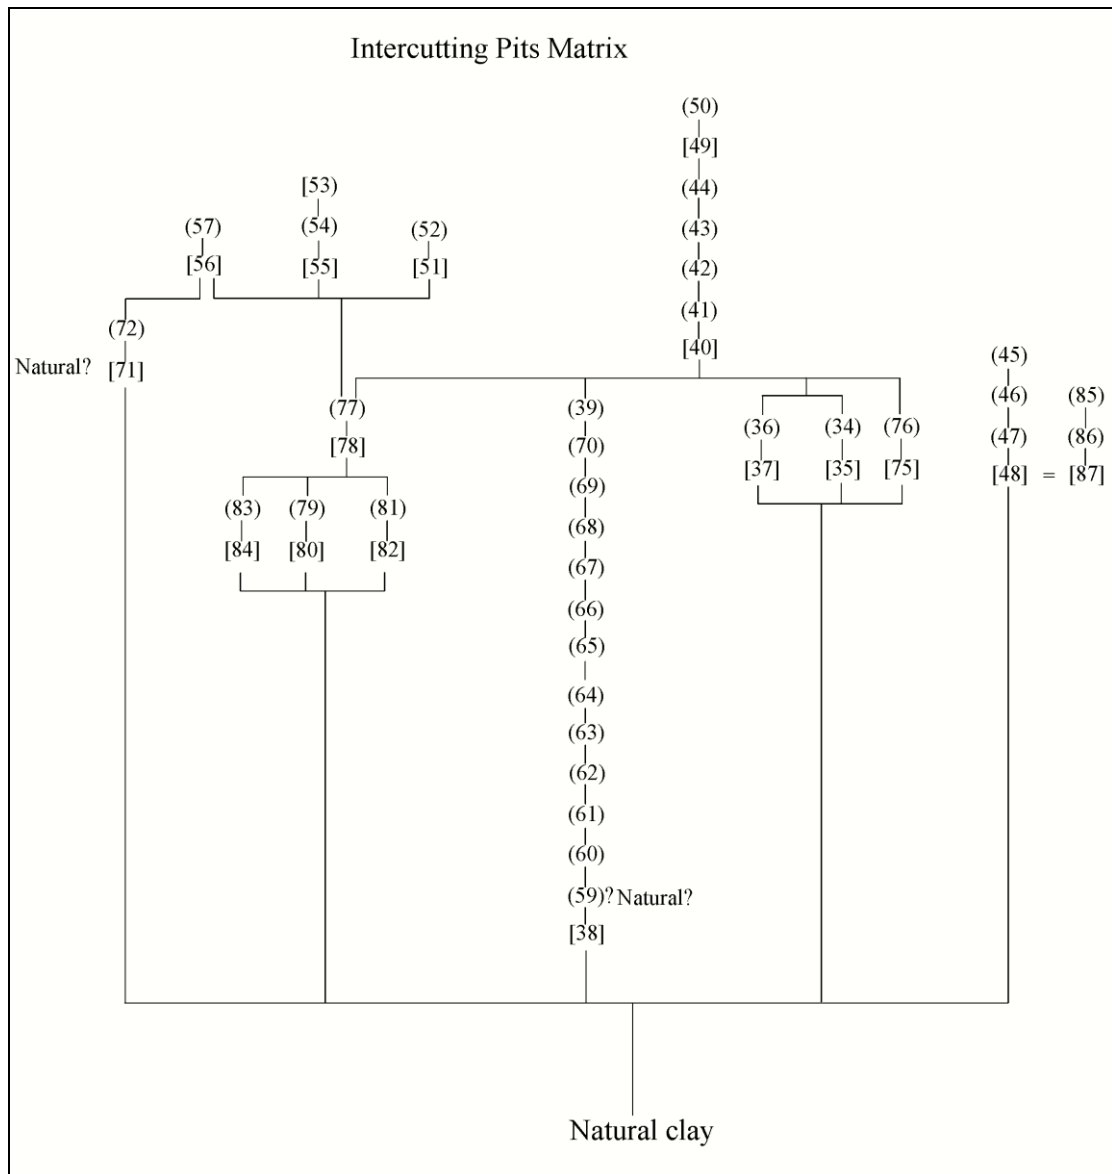 Intercutting Pits Matrix
(50)
[49]
[53] (44)
(57) (54) (52) (43)
[56] [55] [51] (42)
(41)
(72) [40]
Natural? [71] (45)
(77) (39) (46) (85)
(36) (34) (76)
[78] (70) (47) (86)
[37] [35] [75] [48] = [87]
(69)
(83) (79) (81)
(68)
[84] [80] [82]
(67)
(66)
(65)
(64)
(63)
(62)
(61)
(60)
(59)? Natural?
[38]
Natural clay